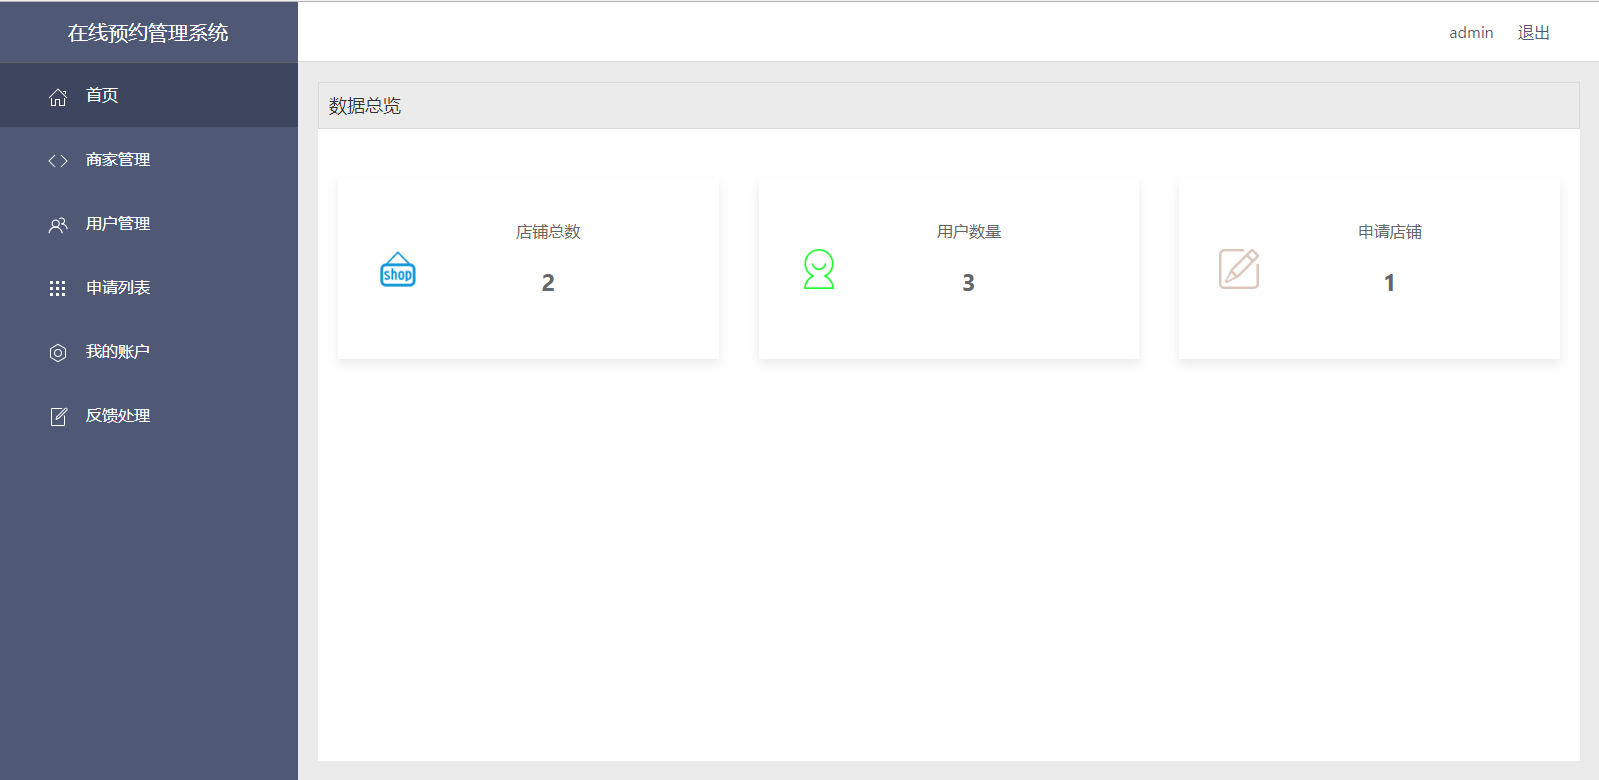 在线预约管理系统
admin 退出
首页
商家管理
用户管理
申请列表
我的账户
反馈处理
数据总览
shop
店铺总数
2
用户数量
3
申请店铺
1